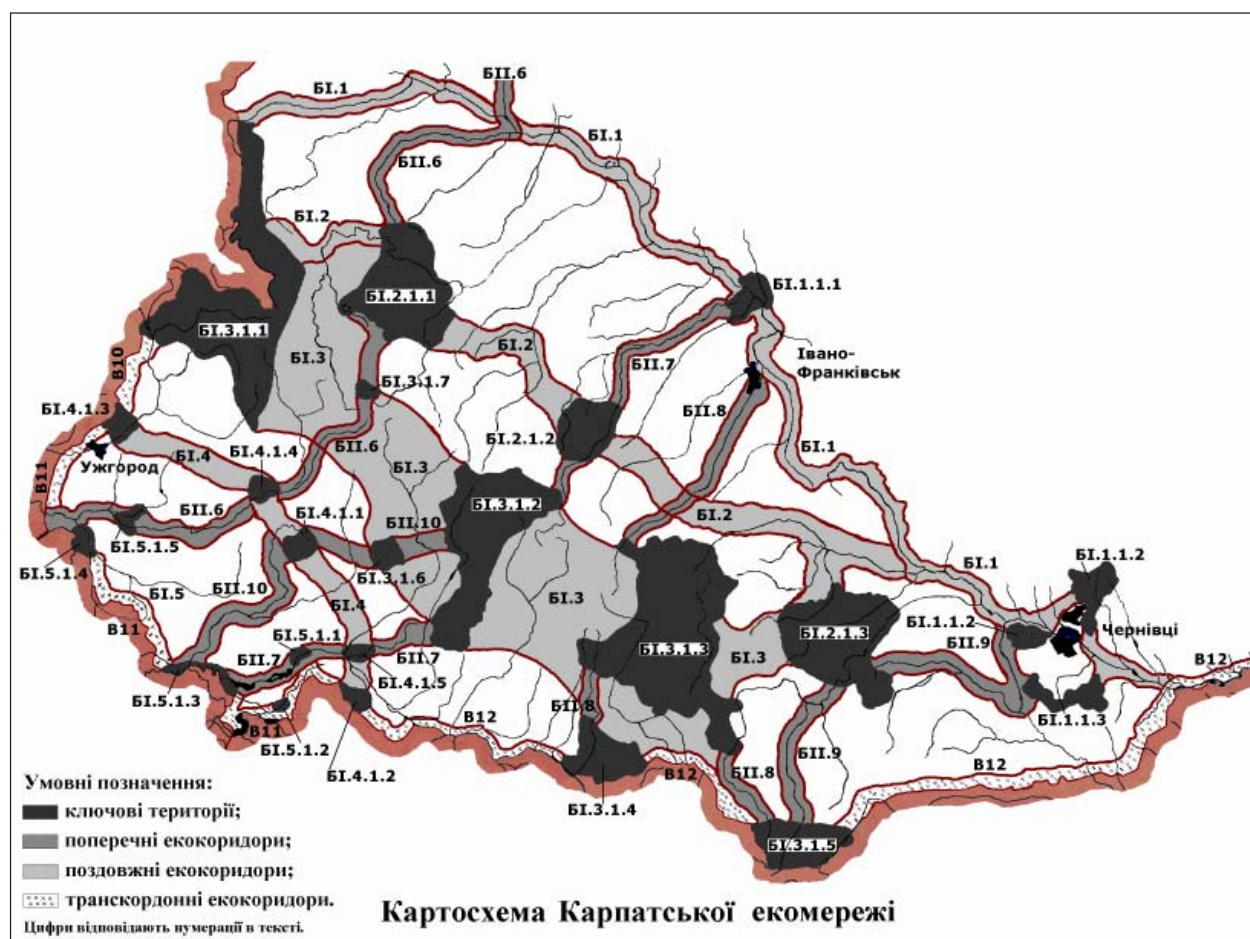 БІІ.6
БІ.1
БІ.1
БІІ.6
БІ.2
БІ.1.1.1
БІ.2.1.1
БІ.3.1.1
БІ.3
БІ.2
Івано-
Франківськ
БІІ.7
В10
БІ.3.1.7
БІІ.8
БІ.4.1.3
БІ.2.1.2
БІ.4.1.4
БІІ.6
БІ.1
Ужгород
БІ.4
БІ.3
В11
БІ.3.1.2
БІІ.6
БІ.4.1.1
БІІ.10
БІ.2
БІ.5.1.5
БІ.1
БІ.1.1.2
БІ.5.1.4
БІ.3.1.6
БІ.5
БІІ.10
БІ.4
БІ.3
БІ.1.1.2
В11
БІ.5.1.1
БІ.2.1.3
Чернівці
БІІ.9
БІ.3.1.3
БІ.3
БІІ.7
БІІ.7
В12
БІ.4.1.5
БІ.5.1.3
БІІ.8
БІ.1.1.3
В12
В11
БІ.5.1.2
БІІ.9
В12
БІ.4.1.2
В12
БІІ.8
БІ.3.1.4
БІ.3.1.5
Умовні позначення:
ключові території;
поперечні екокоридори;
поздовжні екокоридори;
транскордонні екокоридори.
Цифри відповідають нумерації в тексті.
Картосхема Карпатської екомережі